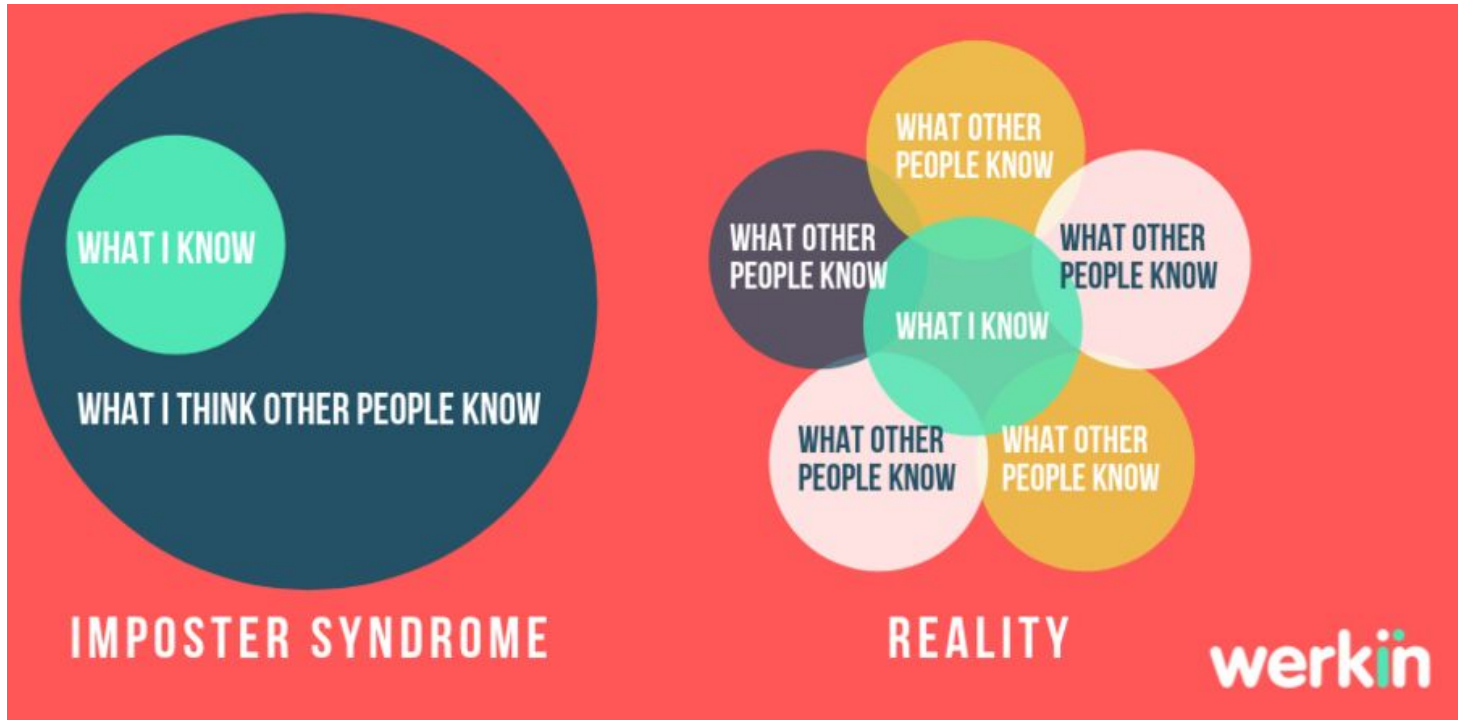 WHAT I KNOW
WHAT I THINK OTHER PEOPLE KNOW
IMPOSTER SYNDROME
WHAT OTHER
PEOPLE KNOW
WHAT OTHER
PEOPLE KNOW
WHAT OTHER
PEOPLE KNOW
WHAT I KNOW
WHAT OTHER
PEOPLE KNOW
WHAT OTHER
PEOPLE KNOW
REALITY
werkin